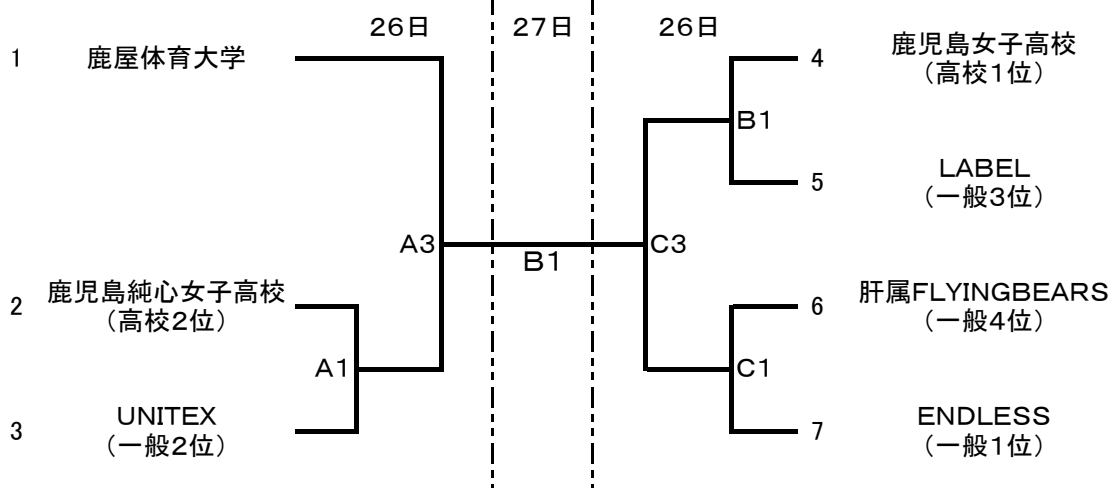 26日
27日
26日
1 鹿屋体育大学
2 鹿児島純心女子高校
（高校2位）
3 UNITEX
（一般2位）
A1
A3
B1
4 鹿児島女子高校
（高校1位）
B1
5 LABEL
（一般3位）
C3
6 肝属FLYINGBEARS
（一般4位）
C1
7 ENDLESS
（一般1位）